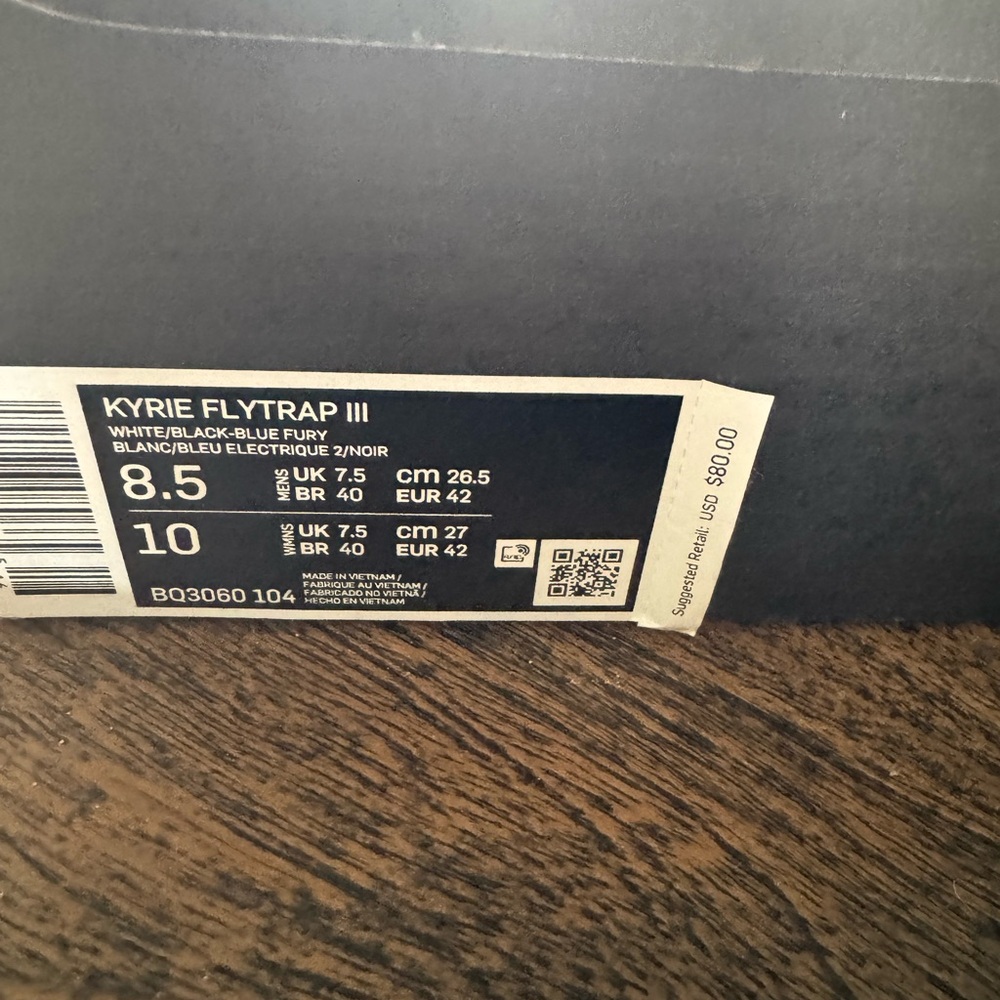 KYRIE FLYTRAP III
WHITE/BLACK-BLUE FURY
BLANC/BLEU ELECTRIQUE 2/NOIR
8.5 MENS UK 7.5 cm 26.5
BR 40 EUR 42
10 WMNS UK 7.5 cm 27
BR 40 EUR 42
BQ3060 104
MADE IN VIETNAM /
FABRIQUE AU VIETNAM /
FABRICADO NO VIETNÃ /
HECHO EN VIETNAM
Suggested Retail: USD $80.00